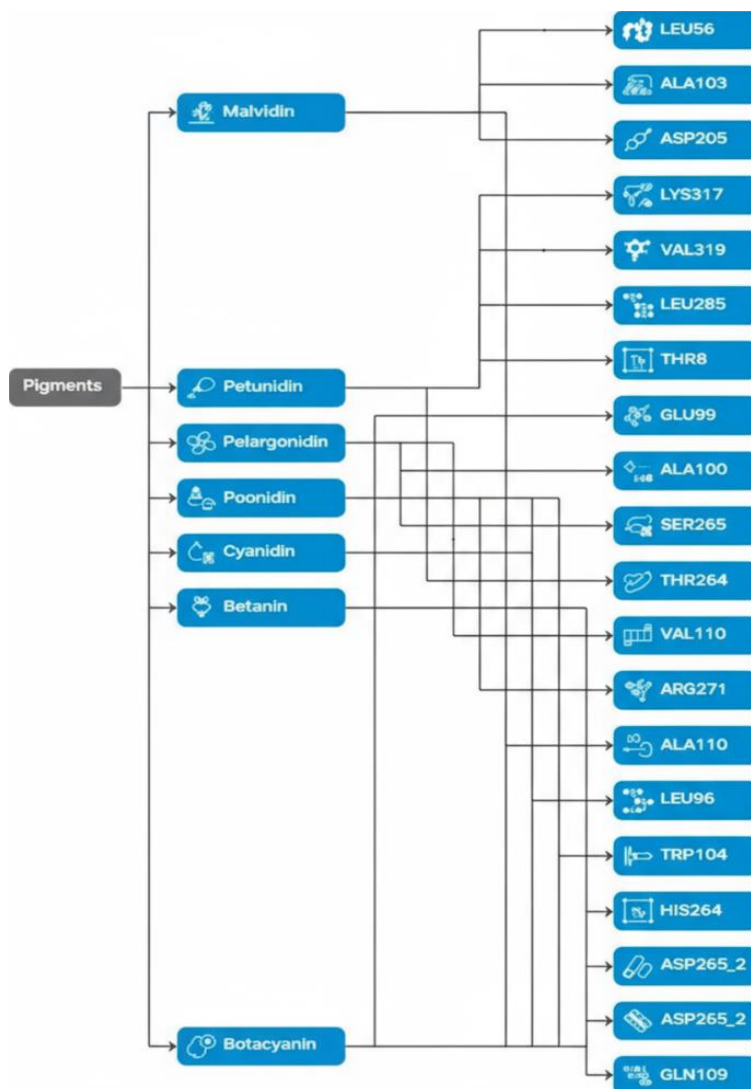 LEU56
ALA103
Malvidin
ASP205
LYS317
VAL319
LEU285
THR8
Pigments
Petunidin
GLU99
Pelargonidin
ALA100
Poonidin
SER265
Cyanidin
THR264
Betanin
VAL110
ARG271
ALA110
LEU96
TRP104
HIS264
ASP265_2
ASP265_2
Botacyanin
GLN109